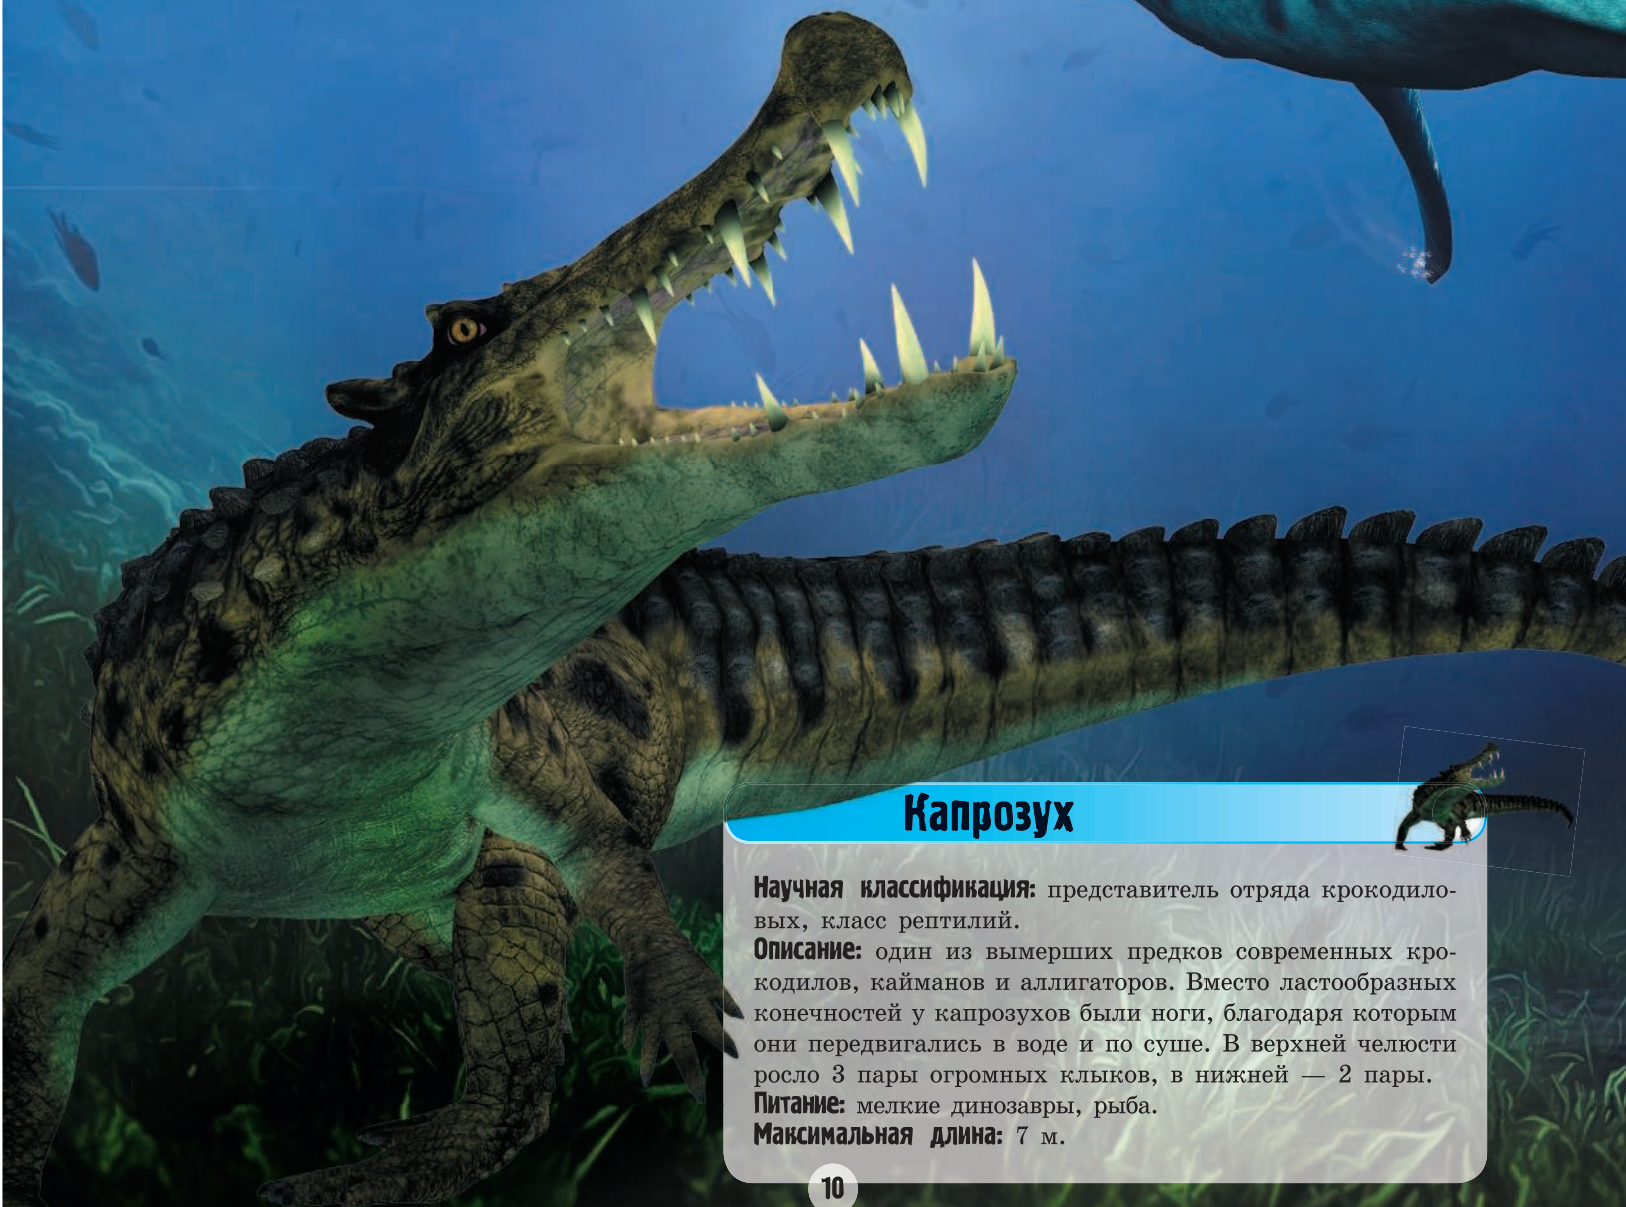 Капрозух
Научная классификация: представитель отряда крокодило-
вых, класс рептилий.
Описание: один из вымерших предков современных кро-
кодилов, кайманов и аллигаторов. Вместо ластообразных
конечностей у капрозухов были ноги, благодаря которым
они передвигались в воде и по суше. В верхней челюсти
росло 3 пары огромных клыков, в нижней — 2 пары.
Питание: мелкие динозавры, рыба.
Максимальная длина: 7 м.
10